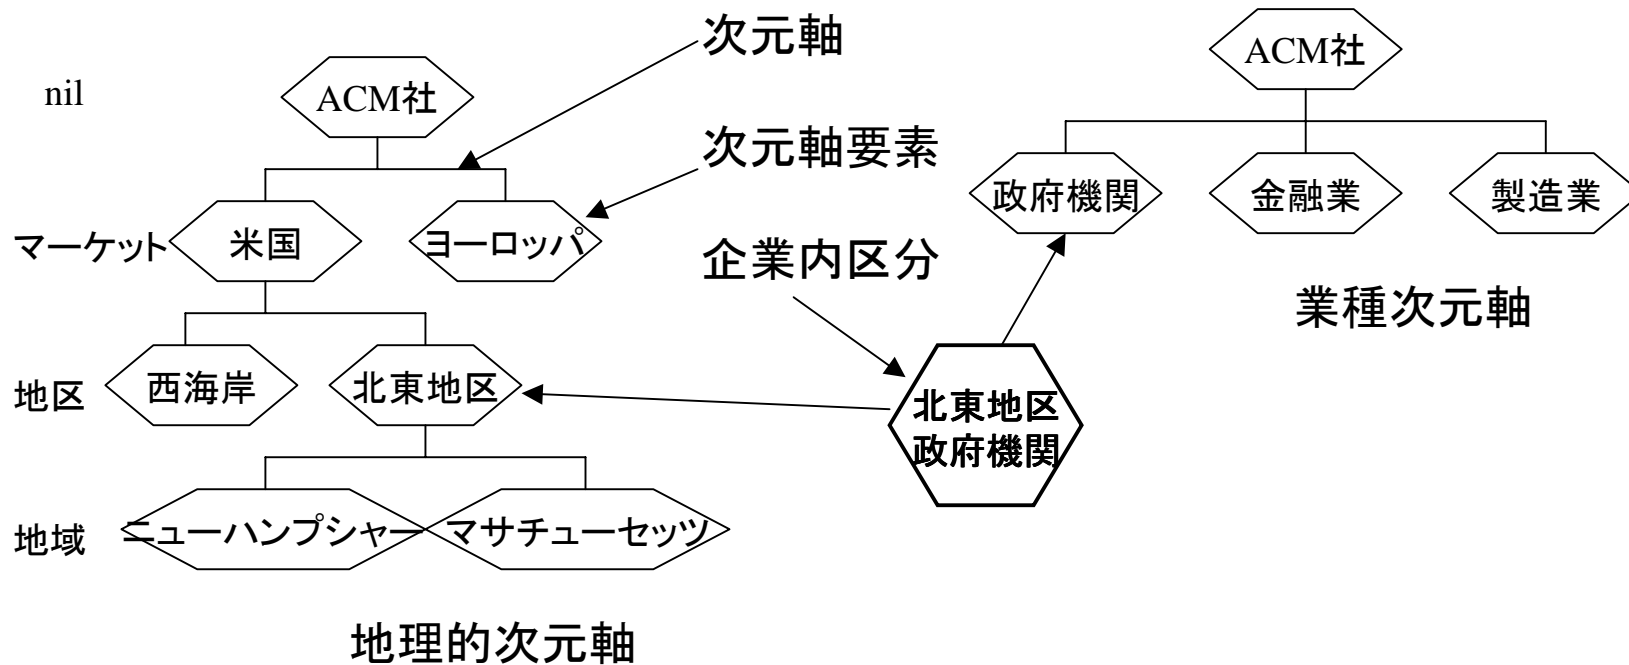 次元軸
ACM社
nil
ACM社
次元軸要素
政府機関
金融業
製造業
マーケット
米国
ヨーロッパ
企業内区分
業種次元軸
地区
西海岸
北東地区
北東地区
政府機関
地域
ニューハンプシャー
マサチューセッツ
地理的次元軸